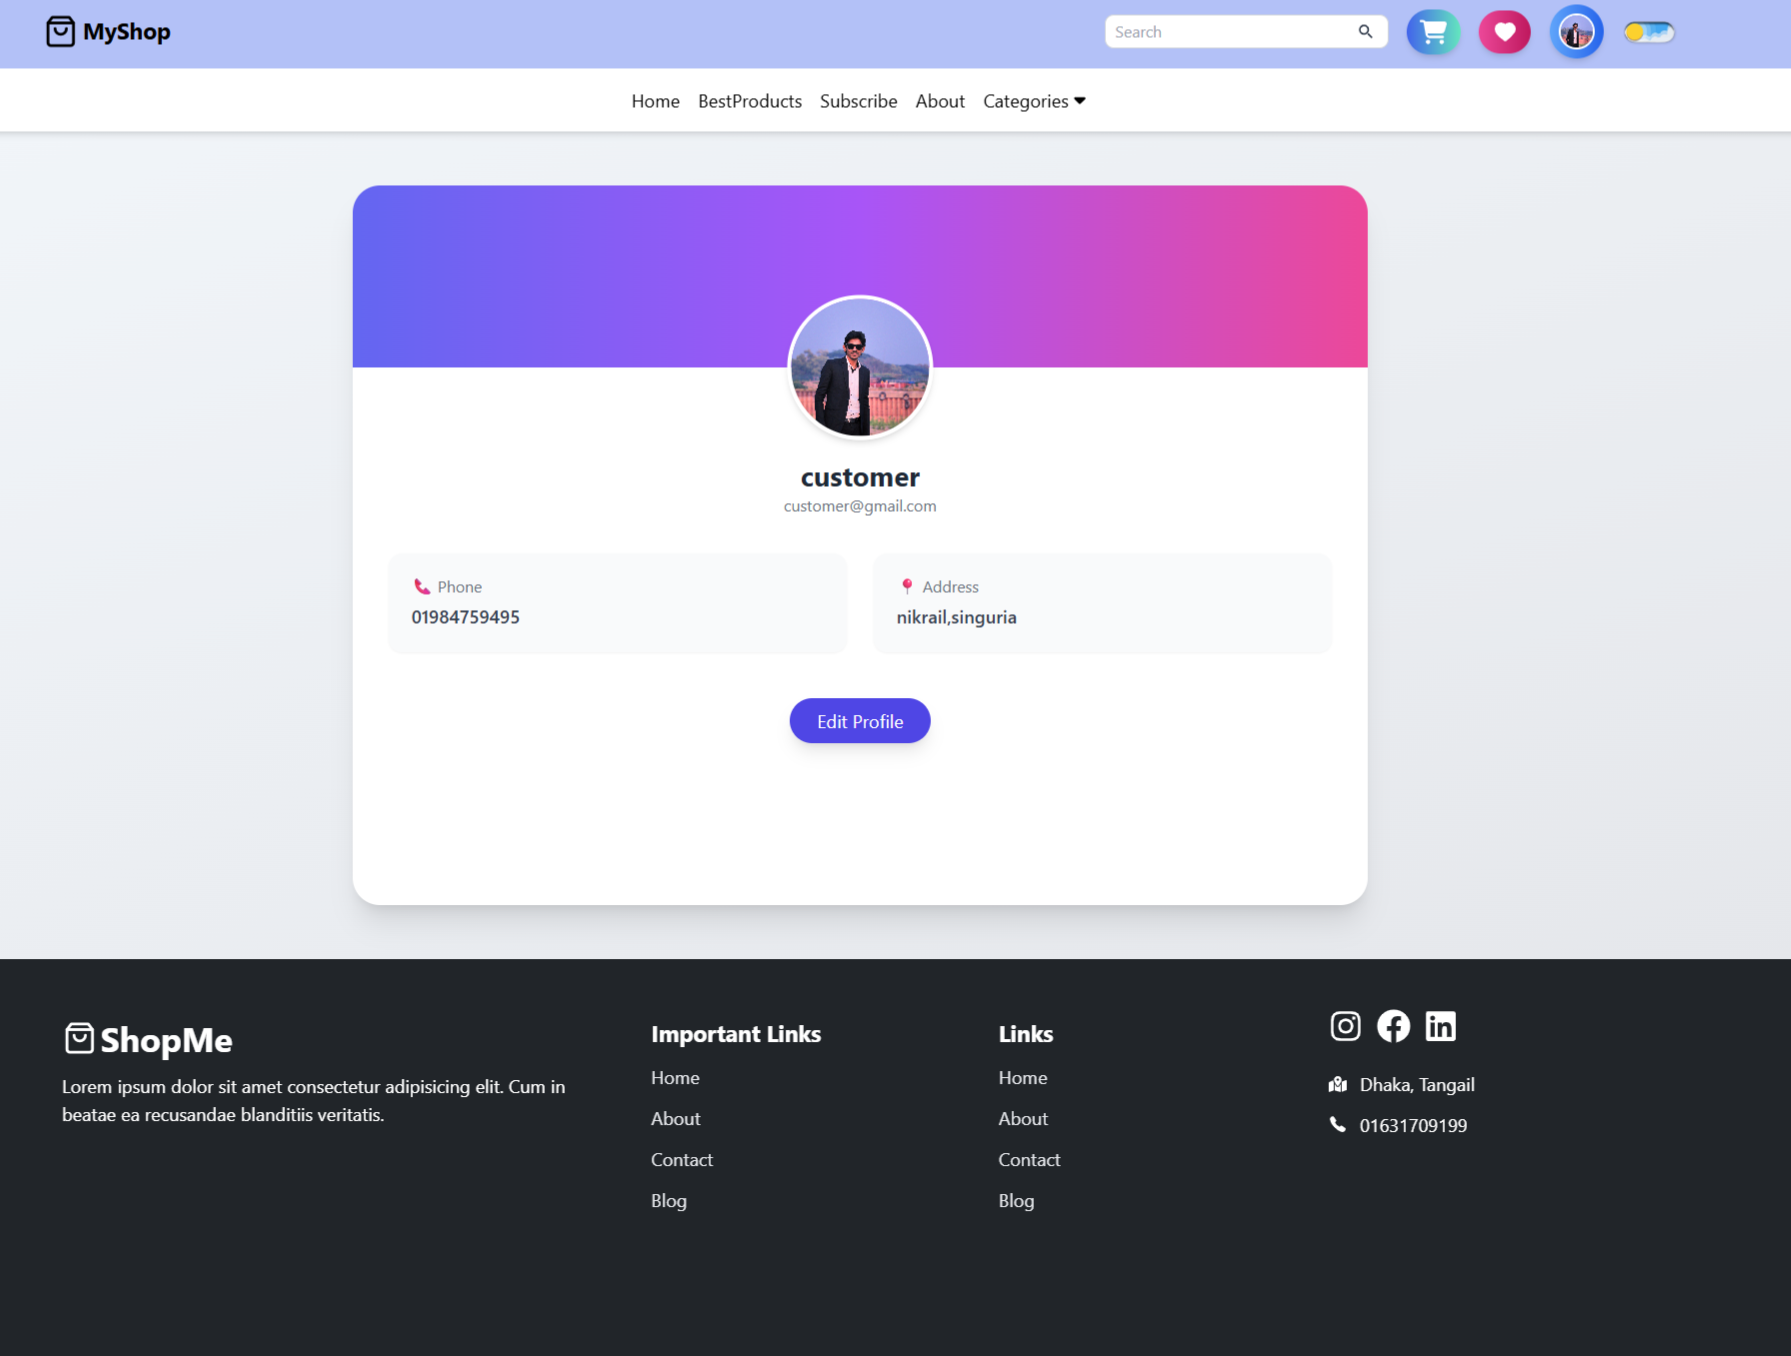 MyShop
Search
Home BestProducts Subscribe About Categories
customer
customer@gmail.com
Phone
01984759495
Address
nikrail,singuria
Edit Profile
ShopMe
Lorem ipsum dolor sit amet consectetur adipisicing elit. Cum in
beatae ea recusandae blanditiis veritatis.
Important Links
Home
About
Contact
Blog
Links
Home
About
Contact
Blog
Dhaka, Tangail
01631709199